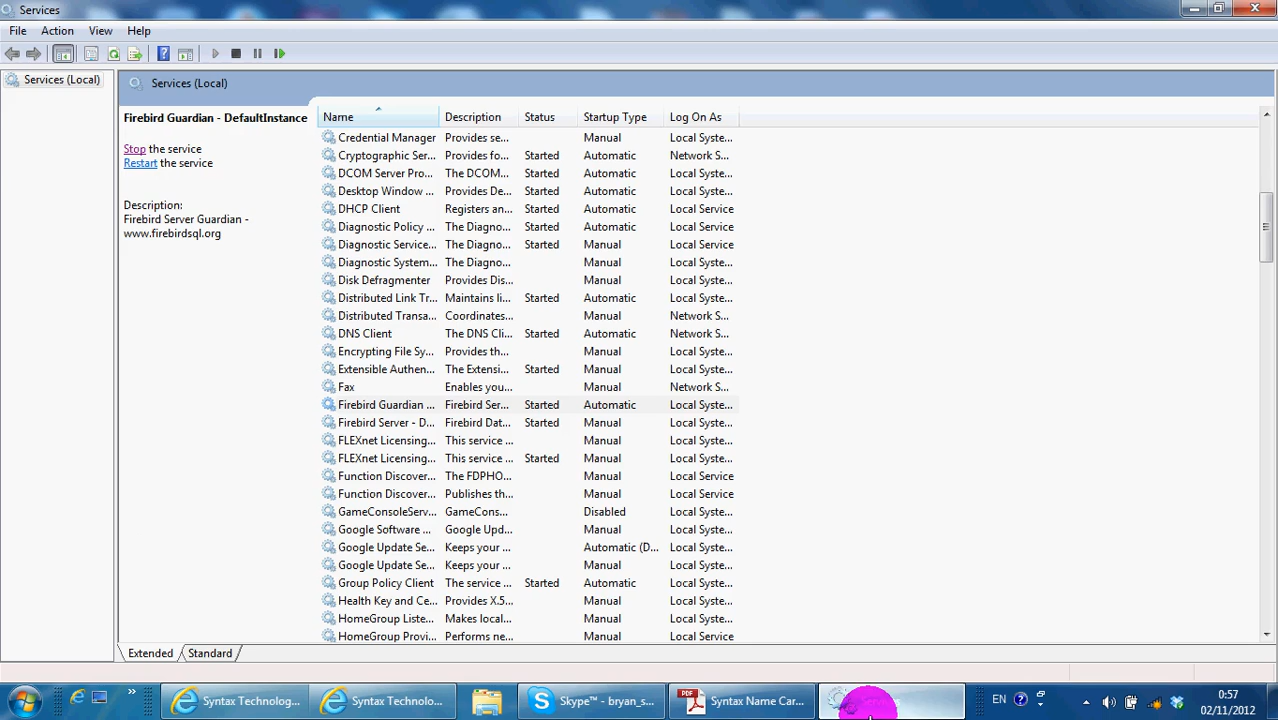 Services
File Action View Help
Services (Local)
Services (Local)
Firebird Guardian - DefaultInstance
Stop the service
Restart the service
Description:
Firebird Server Guardian -
www.firebirdsql.org
Name Description Status Startup Type Log On As
Credential Manager Provides se... Manual Local Syste...
Cryptographic Ser... Provides fo... Started Automatic Network S...
DCOM Server Pro... The DCOM... Started Automatic Local Syste...
Desktop Window ... Provides De... Started Automatic Local Syste...
DHCP Client Registers an... Started Automatic Local Service
Diagnostic Policy ... The Diagno... Started Automatic Local Service
Diagnostic Service... The Diagno... Started Manual Local Service
Diagnostic System... The Diagno... Manual Local Syste...
Disk Defragmenter Provides Dis... Manual Local Syste...
Distributed Link Tr... Maintains li... Started Automatic Local Syste...
Distributed Transa... Coordinates... Manual Network S...
DNS Client The DNS Cli... Started Automatic Network S...
Encrypting File Sy... Provides th... Manual Local Syste...
Extensible Authen... The Extensi... Started Manual Local Syste...
Fax Enables you... Manual Network S...
Firebird Guardian ... Firebird Ser... Started Automatic Local Syste...
Firebird Server - D... Firebird Dat... Started Manual Local Syste...
FLEXnet Licensing... This service ... Manual Local Syste...
FLEXnet Licensing... This service ... Started Manual Local Syste...
Function Discover... The FDPHO... Manual Local Service
Function Discover... Publishes th... Manual Local Service
GameConsoleServ... GameCons... Disabled Local Syste...
Google Software ... Google Upd... Manual Local Syste...
Google Update Se... Keeps your ... Automatic (D... Local Syste...
Google Update Se... Keeps your ... Manual Local Syste...
Group Policy Client The service ... Started Automatic Local Syste...
Health Key and Ce... Provides X.5... Manual Local Syste...
HomeGroup Liste... Makes local... Manual Local Syste...
HomeGroup Provi... Performs ne... Manual Local Service
Extended Standard
Syntax Technolog... Syntax Technolo... Skype™ - bryan_s... Syntax Name Car... EN 0:57
02/11/2012